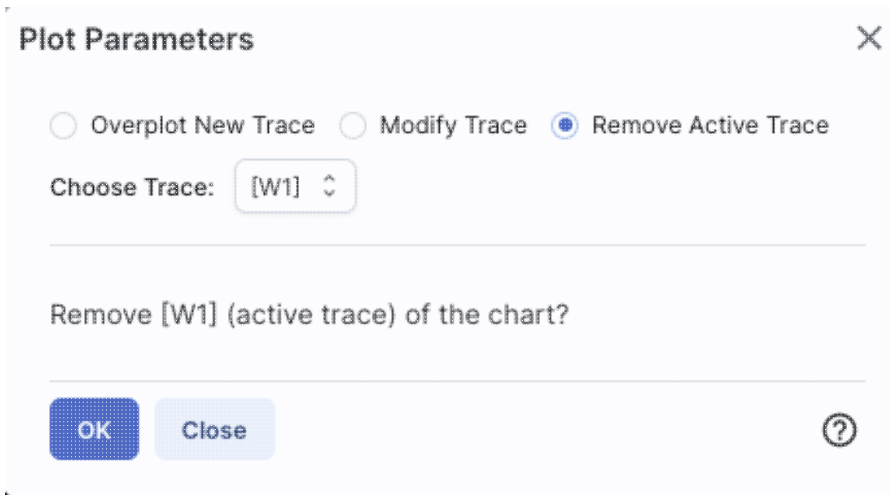 Plot Parameters
Overplot New Trace Modify Trace Remove Active Trace
Choose Trace: [W1]
Remove [W1] (active trace) of the chart?
OK Close ?